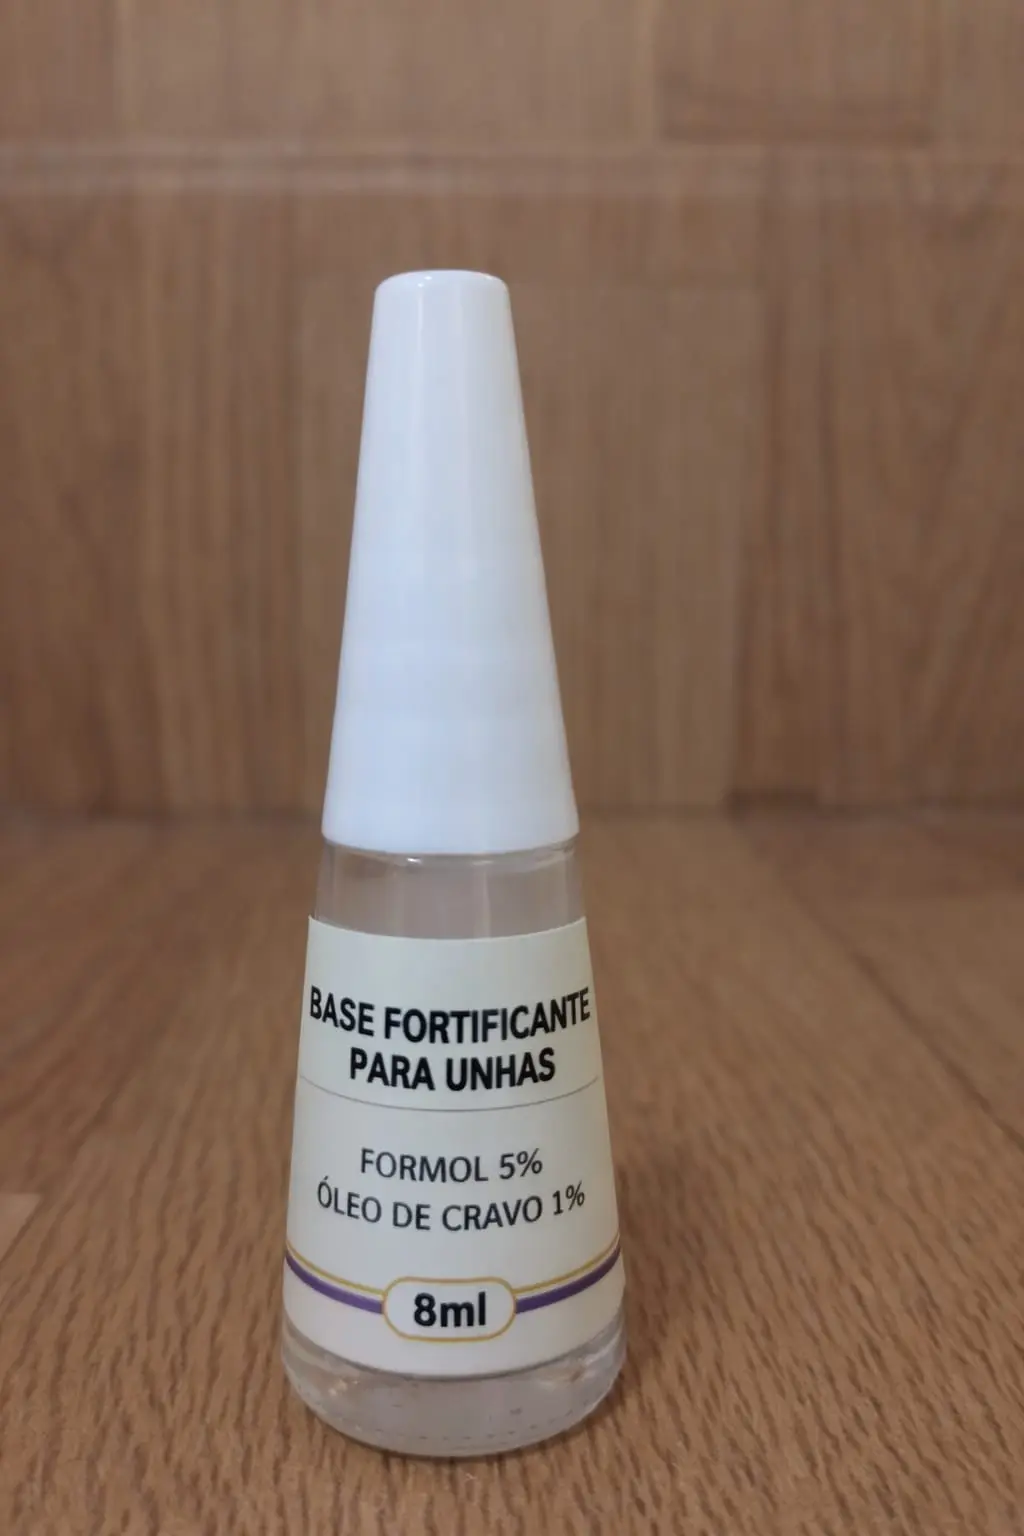 BASE FORTIFICANTE
PARA UNHAS
FORMOL 5%
ÓLEO DE CRAVO 1%
8ml